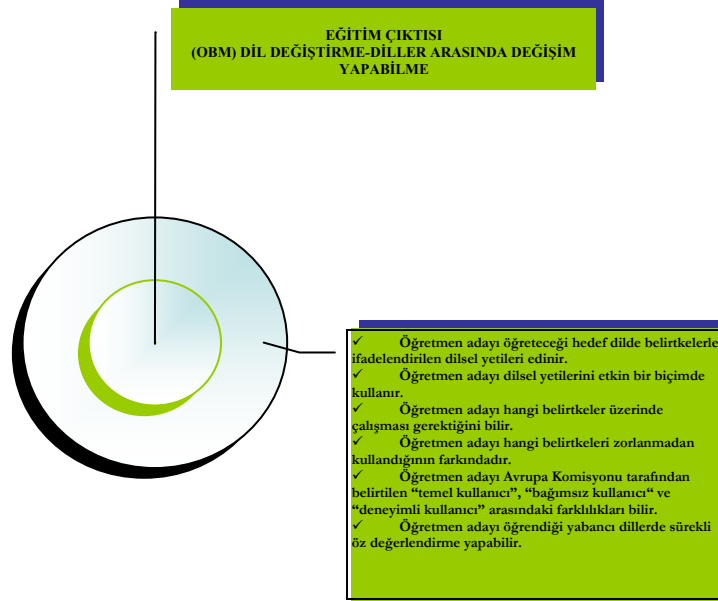 EĞİTİM ÇIKTISI
(OBM) DİL DEĞİŞTİRME-DİLLER ARASINDA DEĞİŞİM
YAPABİLME
✓ Öğretmen adayı öğreteceği hedef dilde belirtkelerle
ifadelendirilen dilsel yetileri edinir.
✓ Öğretmen adayı dilsel yetilerini etkin bir biçimde
kullanır.
✓ Öğretmen adayı hangi belirtkeler üzerinde
çalışması gerektiğini bilir.
✓ Öğretmen adayı hangi belirtkeleri zorlanmadan
kullandığının farkındadır.
✓ Öğretmen adayı Avrupa Komisyonu tarafından
belirtilen “temel kullanıcı”, “bağımsız kullanıcı“ ve
“deneyimli kullanıcı” arasındaki farklılıkları bilir.
✓ Öğretmen adayı öğrendiği yabancı dillerde sürekli
öz değerlendirme yapabilir.